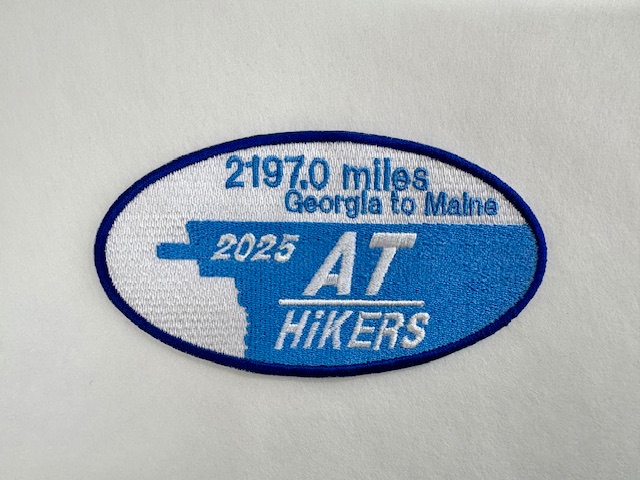 2197.0 miles
Georgia to Maine
2025
AT
HiKERS